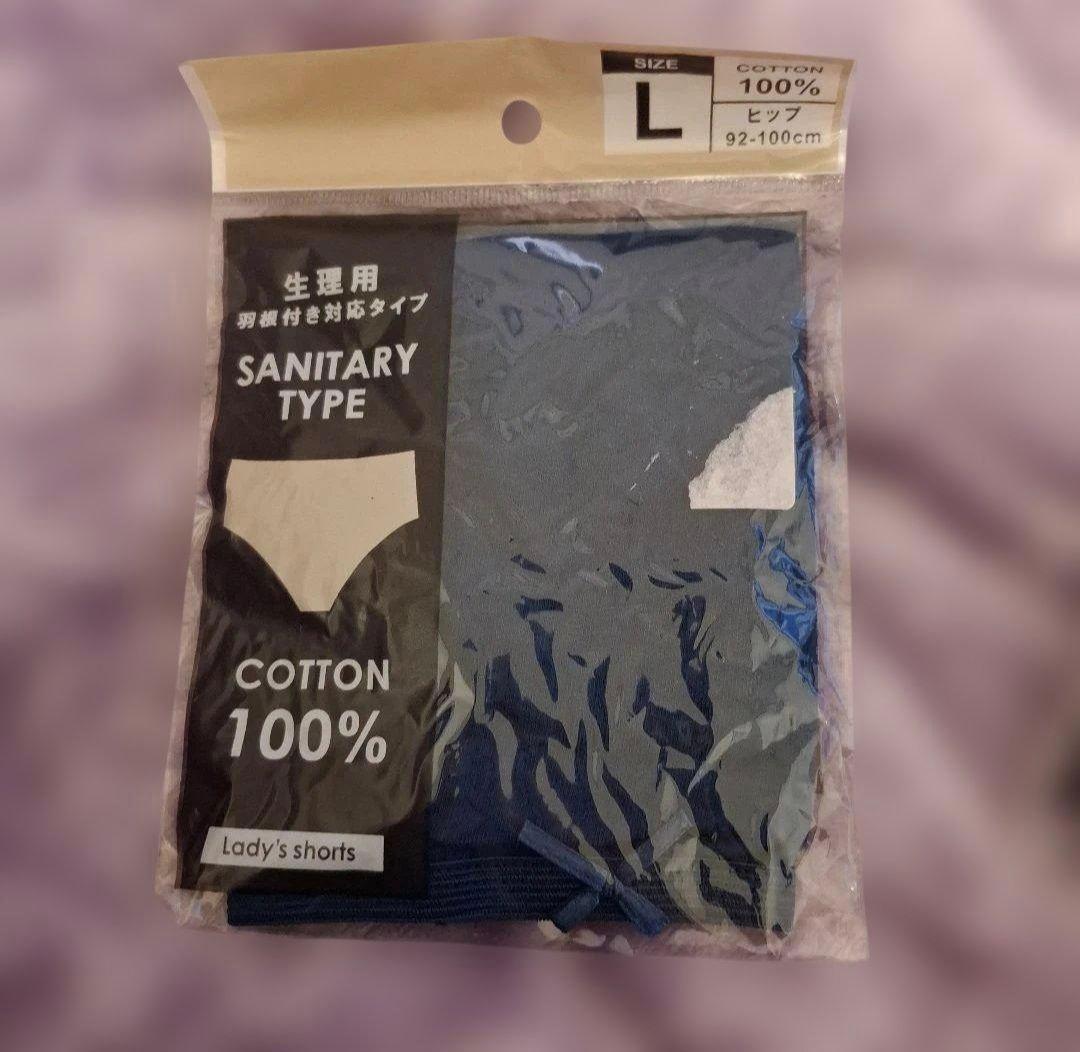 SIZE
L
COTTON
100%
ヒップ
92-100cm
生理用
羽根付き対応タイプ
SANITARY
TYPE
COTTON
100%
Lady's shorts